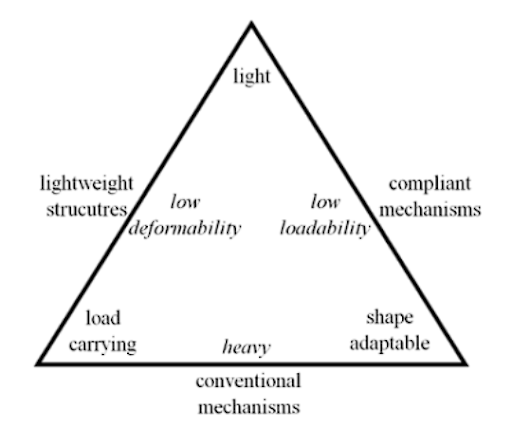 light
lightweight
strucutres
low
deformability
low
loadability
compliant
mechanisms
load
carrying
heavy
shape
adaptable
conventional
mechanisms